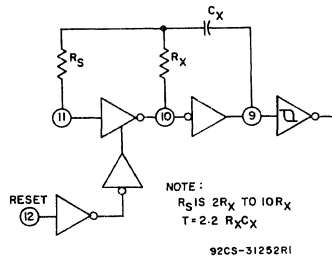 CX
RS
RX
11
10
9
RESET
12
NOTE:
RS IS 2RX TO 10RX
T=2.2 RXCX
92CS-31252R1